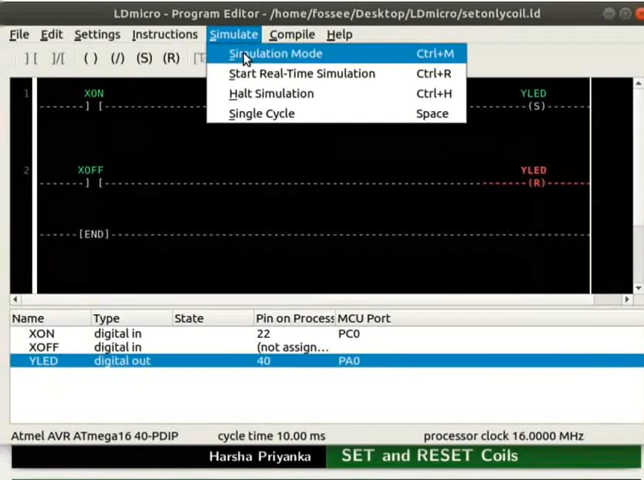 LDmicro - Program Editor - /home/fossee/Desktop/LDmicro/setonlycoil.ld
File Edit Settings Instructions Simulate Compile Help
] [ ]/[ ( ) (/) (S) (R)
Simulation Mode Ctrl+M
Start Real-Time Simulation Ctrl+R
Halt Simulation Ctrl+H
Single Cycle Space
1 XON YLED
] [ (S)
2 XOFF YLED
] [ (R)
[END]
Name Type State Pin on Process MCU Port
XON digital in 22 PC0
XOFF digital in (not assign...
YLED digital out 40 PA0
Atmel AVR ATmega16 40-PDIP cycle time 10.00 ms processor clock 16.0000 MHz
Harsha Priyanka SET and RESET Coils